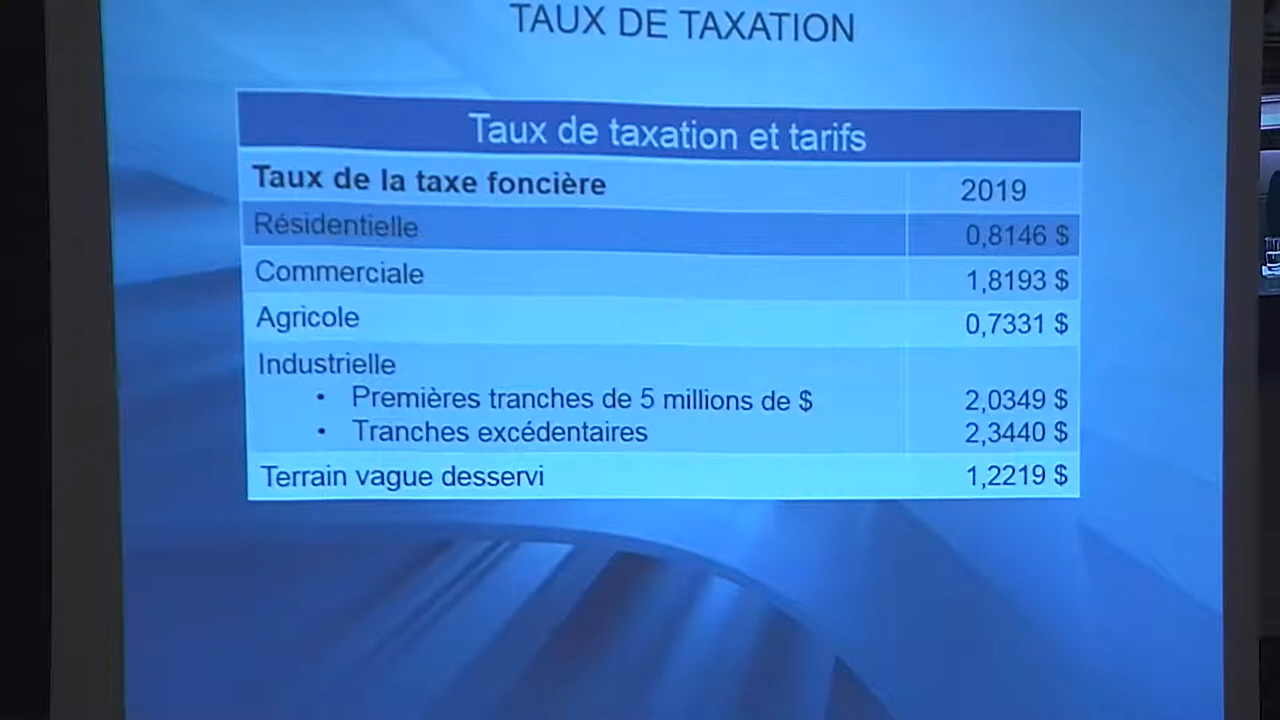 TAUX DE TAXATION
Taux de taxation et tarifs
Taux de la taxe foncière 2019
Résidentielle 0,8146 $
Commerciale 1,8193 $
Agricole 0,7331 $
Industrielle
• Premières tranches de 5 millions de $ 2,0349 $
• Tranches excédentaires 2,3440 $
Terrain vague desservi 1,2219 $